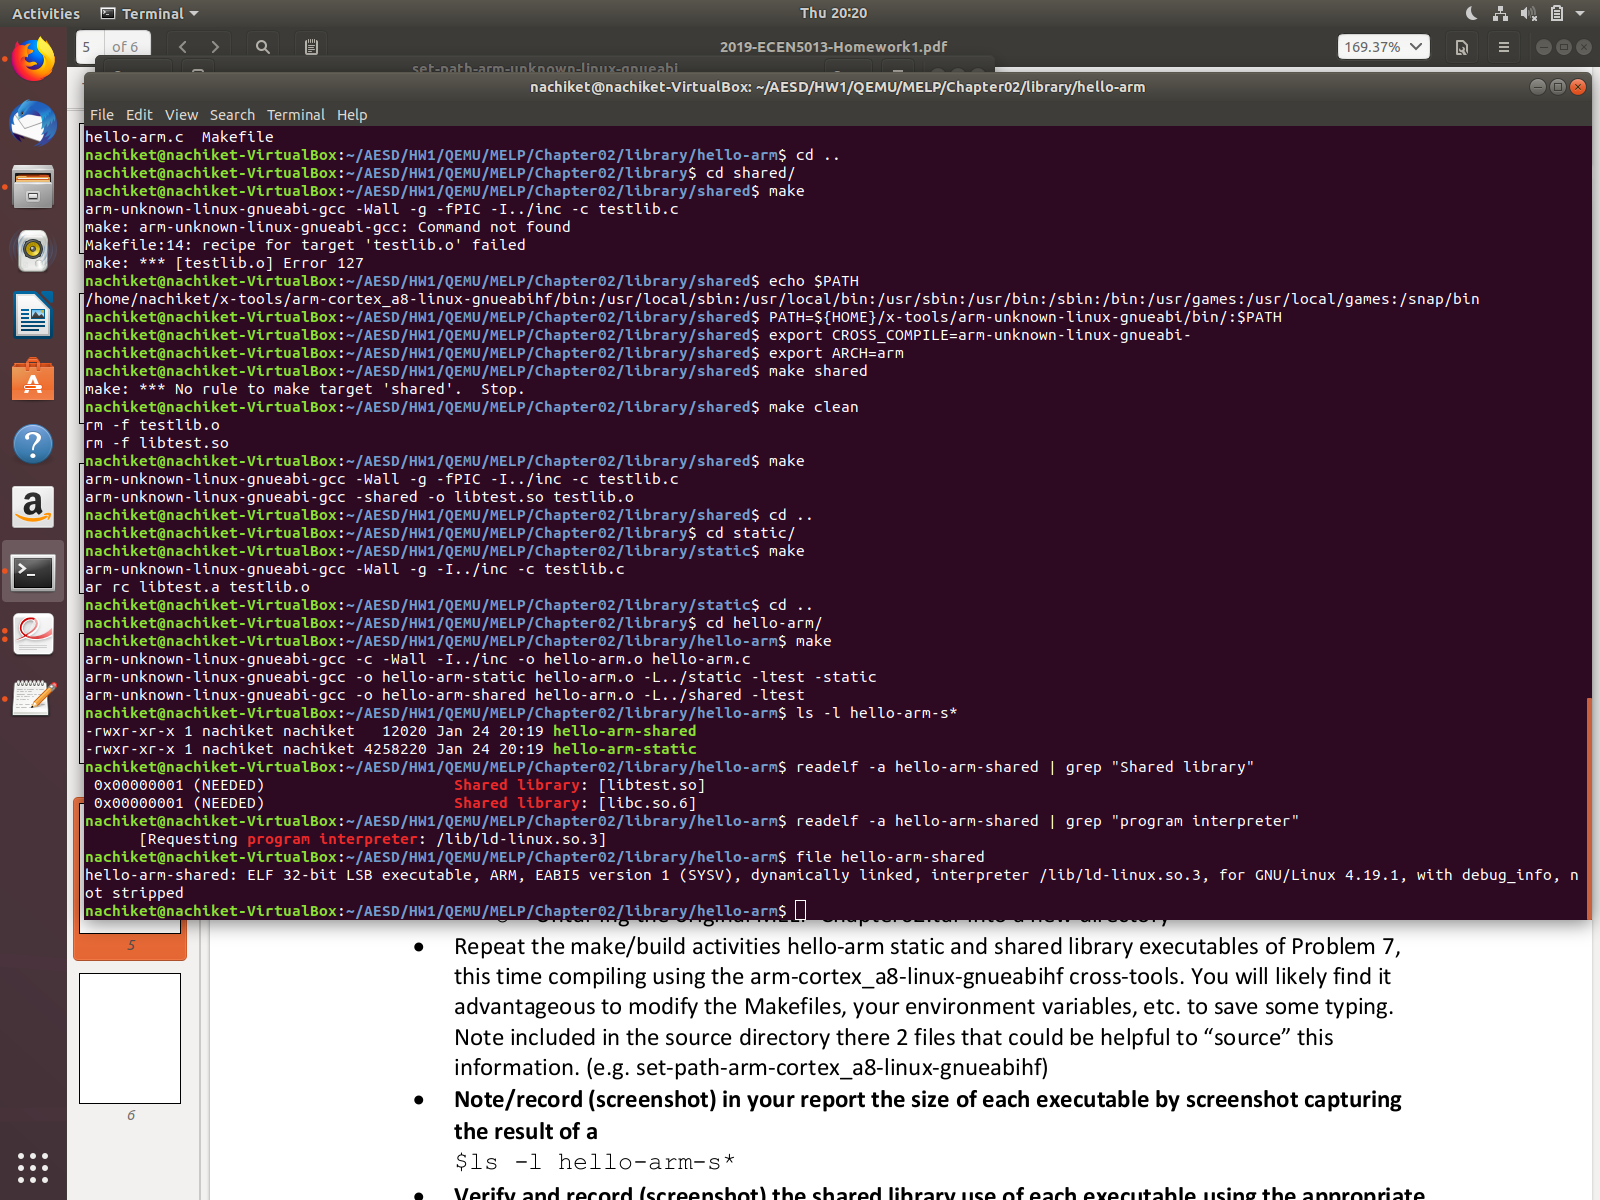 Activities
Terminal
Thu 20:20
5
of 6
2019-ECEN5013-Homework1.pdf
169.37%
set-path-arm-unknown-linux-gnueabi
nachiket@nachiket-VirtualBox: ~/AESD/HW1/QEMU/MELP/Chapter02/library/hello-arm
File Edit View Search Terminal Help
hello-arm.c  Makefile
nachiket@nachiket-VirtualBox:~/AESD/HW1/QEMU/MELP/Chapter02/library/hello-arm$ cd ..
nachiket@nachiket-VirtualBox:~/AESD/HW1/QEMU/MELP/Chapter02/library$ cd shared/
nachiket@nachiket-VirtualBox:~/AESD/HW1/QEMU/MELP/Chapter02/library/shared$ make
arm-unknown-linux-gnueabi-gcc -Wall -g -fPIC -I../inc -c testlib.c
make: arm-unknown-linux-gnueabi-gcc: Command not found
Makefile:14: recipe for target 'testlib.o' failed
make: *** [testlib.o] Error 127
nachiket@nachiket-VirtualBox:~/AESD/HW1/QEMU/MELP/Chapter02/library/shared$ echo $PATH
/home/nachiket/x-tools/arm-cortex_a8-linux-gnueabihf/bin:/usr/local/sbin:/usr/local/bin:/usr/sbin:/usr/bin:/sbin:/bin:/usr/games:/usr/local/games:/snap/bin
nachiket@nachiket-VirtualBox:~/AESD/HW1/QEMU/MELP/Chapter02/library/shared$ PATH=${HOME}/x-tools/arm-unknown-linux-gnueabi/bin/:$PATH
nachiket@nachiket-VirtualBox:~/AESD/HW1/QEMU/MELP/Chapter02/library/shared$ export CROSS_COMPILE=arm-unknown-linux-gnueabi-
nachiket@nachiket-VirtualBox:~/AESD/HW1/QEMU/MELP/Chapter02/library/shared$ export ARCH=arm
nachiket@nachiket-VirtualBox:~/AESD/HW1/QEMU/MELP/Chapter02/library/shared$ make shared
make: *** No rule to make target 'shared'.  Stop.
nachiket@nachiket-VirtualBox:~/AESD/HW1/QEMU/MELP/Chapter02/library/shared$ make clean
rm -f testlib.o
rm -f libtest.so
nachiket@nachiket-VirtualBox:~/AESD/HW1/QEMU/MELP/Chapter02/library/shared$ make
arm-unknown-linux-gnueabi-gcc -Wall -g -fPIC -I../inc -c testlib.c
arm-unknown-linux-gnueabi-gcc -shared -o libtest.so testlib.o
nachiket@nachiket-VirtualBox:~/AESD/HW1/QEMU/MELP/Chapter02/library/shared$ cd ..
nachiket@nachiket-VirtualBox:~/AESD/HW1/QEMU/MELP/Chapter02/library$ cd static/
nachiket@nachiket-VirtualBox:~/AESD/HW1/QEMU/MELP/Chapter02/library/static$ make
arm-unknown-linux-gnueabi-gcc -Wall -g -I../inc -c testlib.c
ar rc libtest.a testlib.o
nachiket@nachiket-VirtualBox:~/AESD/HW1/QEMU/MELP/Chapter02/library/static$ cd ..
nachiket@nachiket-VirtualBox:~/AESD/HW1/QEMU/MELP/Chapter02/library$ cd hello-arm/
nachiket@nachiket-VirtualBox:~/AESD/HW1/QEMU/MELP/Chapter02/library/hello-arm$ make
arm-unknown-linux-gnueabi-gcc -c -Wall -I../inc -o hello-arm.o hello-arm.c
arm-unknown-linux-gnueabi-gcc -o hello-arm-static hello-arm.o -L../static -ltest -static
arm-unknown-linux-gnueabi-gcc -o hello-arm-shared hello-arm.o -L../shared -ltest
nachiket@nachiket-VirtualBox:~/AESD/HW1/QEMU/MELP/Chapter02/library/hello-arm$ ls -l hello-arm-s*
-rwxr-xr-x 1 nachiket nachiket   12020 Jan 24 20:19 hello-arm-shared
-rwxr-xr-x 1 nachiket nachiket 4258220 Jan 24 20:19 hello-arm-static
nachiket@nachiket-VirtualBox:~/AESD/HW1/QEMU/MELP/Chapter02/library/hello-arm$ readelf -a hello-arm-shared | grep "Shared library"
 0x00000001 (NEEDED)                     Shared library: [libtest.so]
 0x00000001 (NEEDED)                     Shared library: [libc.so.6]
nachiket@nachiket-VirtualBox:~/AESD/HW1/QEMU/MELP/Chapter02/library/hello-arm$ readelf -a hello-arm-shared | grep "program interpreter"
      [Requesting program interpreter: /lib/ld-linux.so.3]
nachiket@nachiket-VirtualBox:~/AESD/HW1/QEMU/MELP/Chapter02/library/hello-arm$ file hello-arm-shared
hello-arm-shared: ELF 32-bit LSB executable, ARM, EABI5 version 1 (SYSV), dynamically linked, interpreter /lib/ld-linux.so.3, for GNU/Linux 4.19.1, with debug_info, n
ot stripped
nachiket@nachiket-VirtualBox:~/AESD/HW1/QEMU/MELP/Chapter02/library/hello-arm$
5
• Repeat the make/build activities hello-arm static and shared library executables of Problem 7,
this time compiling using the arm-cortex_a8-linux-gnueabihf cross-tools. You will likely find it
advantageous to modify the Makefiles, your environment variables, etc. to save some typing.
Note included in the source directory there 2 files that could be helpful to “source” this
information. (e.g. set-path-arm-cortex_a8-linux-gnueabihf)
• Note/record (screenshot) in your report the size of each executable by screenshot capturing
the result of a
$ls -l hello-arm-s*
6
• Verify and record (screenshot) the shared library use of each executable using the appropriate